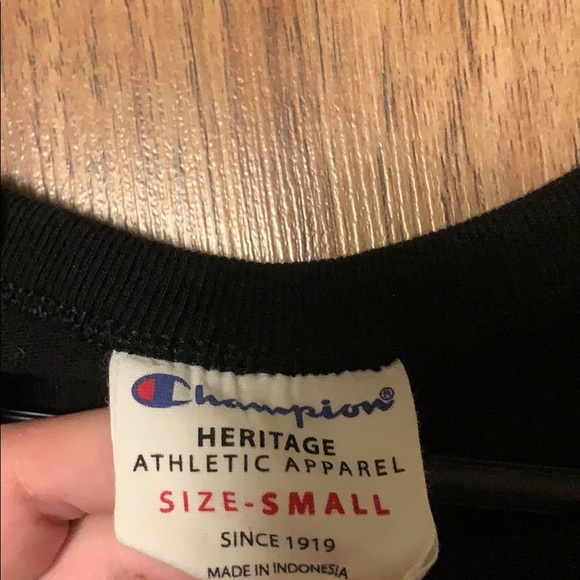 Champion®
HERITAGE
ATHLETIC APPAREL
SIZE-SMALL
SINCE 1919
MADE IN INDONESIA